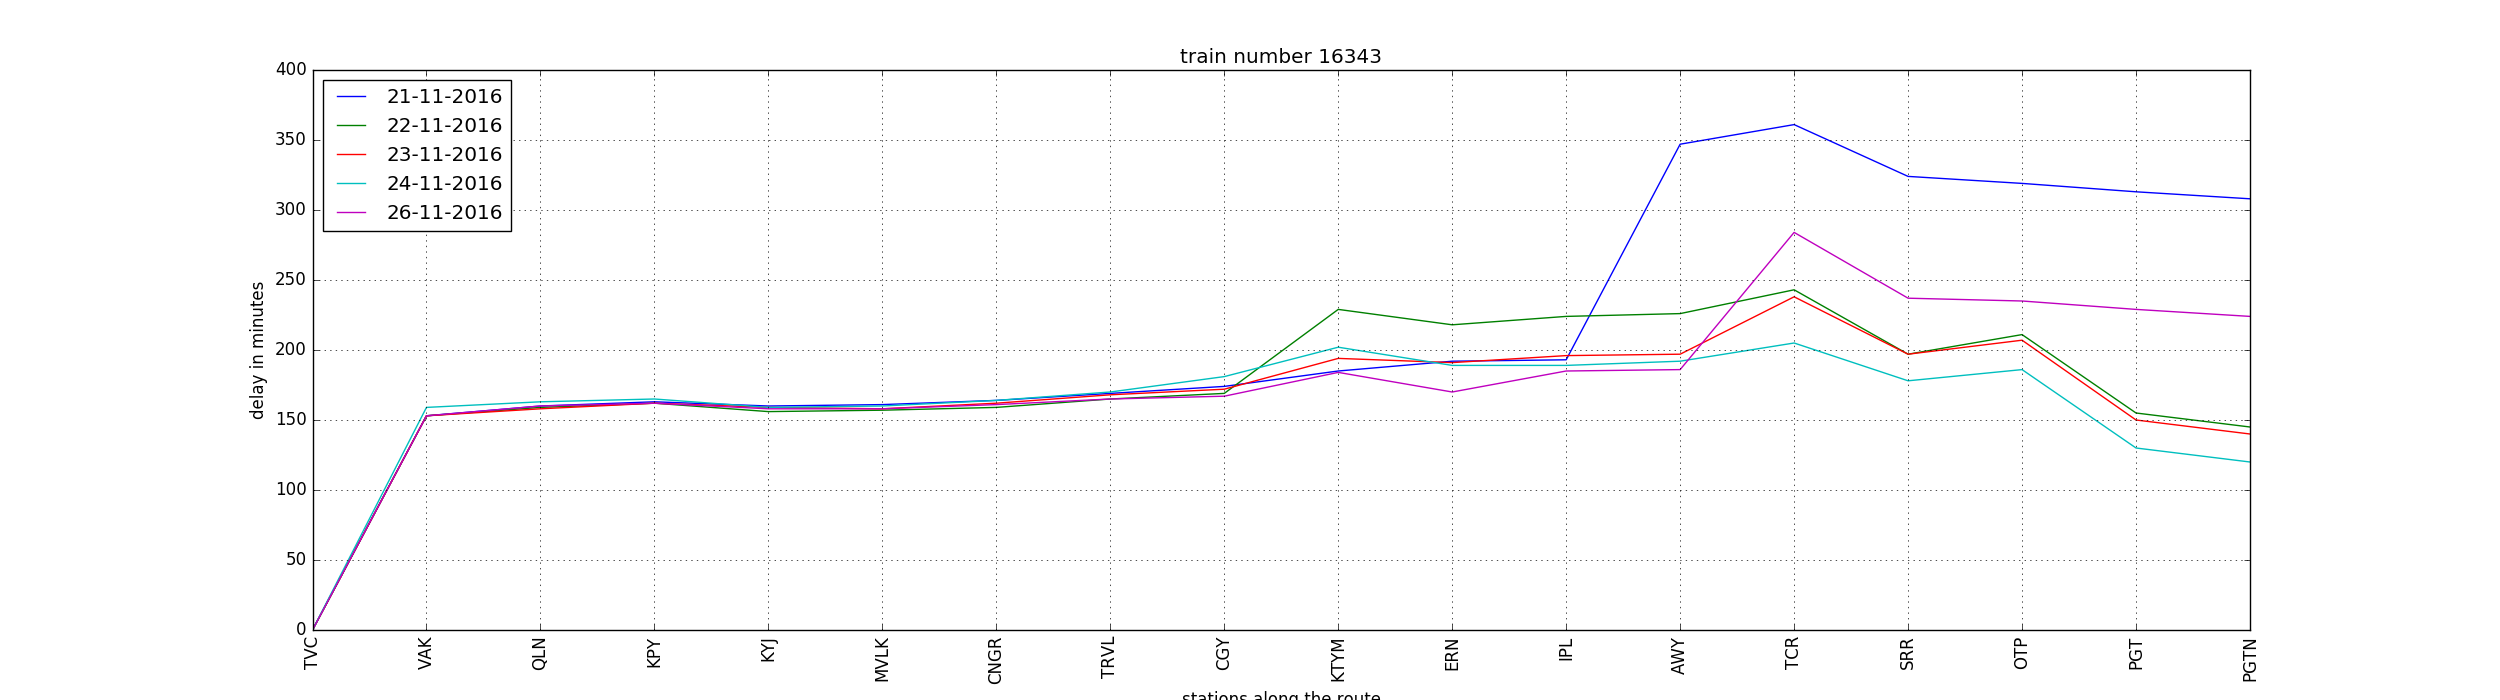 train number 16343
400
350
300
250
200
150
100
50
0
delay in minutes
21-11-2016
22-11-2016
23-11-2016
24-11-2016
26-11-2016
TVC
VAK
QLN
KPY
KYJ
MVLK
CNGR
TRVL
CGY
KTYM
ERN
IPL
AWY
TCR
SRR
OTP
PGT
PGTN
stations along the route